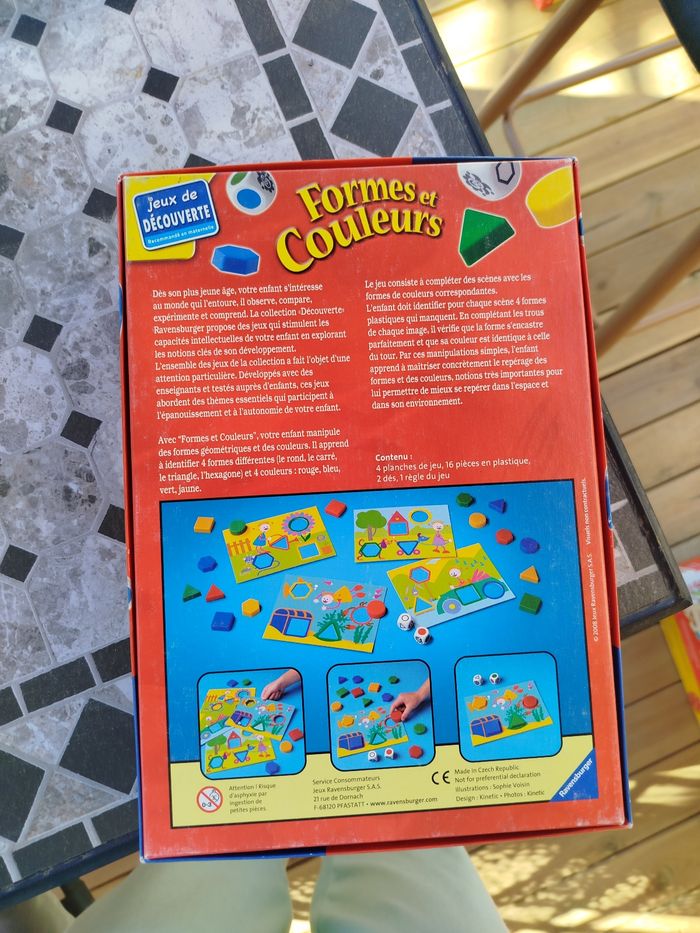 jeux de
DÉCOUVERTE
Recommandé en maternelle
Formes et
Couleurs
Dès son plus jeune âge, votre enfant s'intéresse
au monde qui l'entoure. Il observe, compare,
expérimente et comprend. La collection «Découverte»
Ravensburger propose des jeux qui stimulent les
capacités intellectuelles de votre enfant en explorant
les notions clés de son développement.
L'ensemble des jeux de la collection a fait l'objet d'une
attention particulière. Développés avec des
enseignants et testés auprès d'enfants, ces jeux
abordent des thèmes essentiels qui participent à
l'épanouissement et à l'autonomie de votre enfant.
Avec "Formes et Couleurs", votre enfant manipule
des formes géométriques et des couleurs. Il apprend
à identifier 4 formes différentes (le rond, le carré,
le triangle, l'hexagone) et 4 couleurs : rouge, bleu,
vert, jaune.
Le jeu consiste à compléter des scènes avec les
formes de couleurs correspondantes.
L'enfant doit identifier pour chaque scène 4 formes
plastiques qui manquent. En complétant les trous
de chaque image, il vérifie que la forme s'encastre
parfaitement et que sa couleur est identique à celle
du tour. Par ces manipulations simples, l'enfant
apprend à maîtriser concrètement le repérage des
formes et des couleurs, notions très importantes pour
lui permettre de mieux se repérer dans l'espace et
dans son environnement.
Contenu :
4 planches de jeu, 16 pièces en plastique,
2 dés, 1 règle du jeu
© 2008 Jeux Ravensburger S.A.S. Visuels non contractuels.
0-3
Attention ! Risque
d'asphyxie par
ingestion de
petites pièces.
Service Consommateurs
Jeux Ravensburger S.A.S.
21 rue de Dornach
F-68120 PFASTATT • www.ravensburger.com
CE
Made in Czech Republic
Not for preferential declaration
Illustrations : Sophie Voisin
Design : Kinetic • Photos : Kinetic
Ravensburger